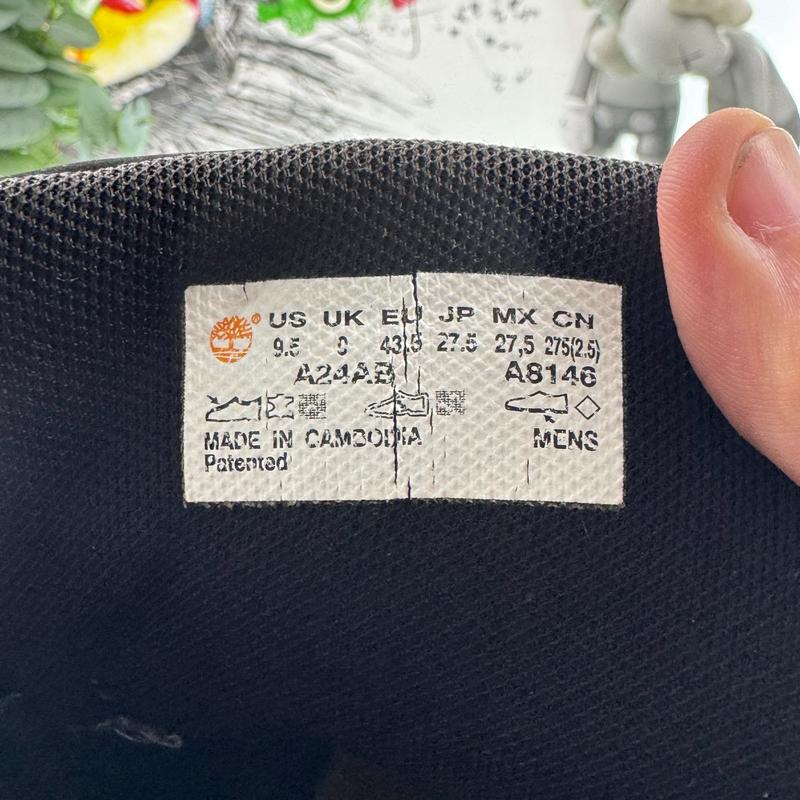 ® US UK EU JP MX CN
9.5 9 43.5 27.5 27,5 275(2.5)
A24AB A8146
MADE IN CAMBODIA MENS
Patented